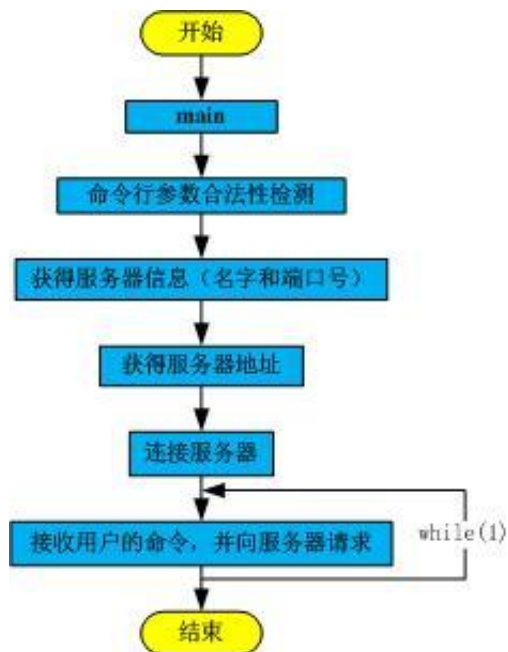 开始
main
命令行参数合法性检测
获得服务器信息（名字和端口号）
获得服务器地址
连接服务器
接收用户的命令，并向服务器请求
while(1)
结束